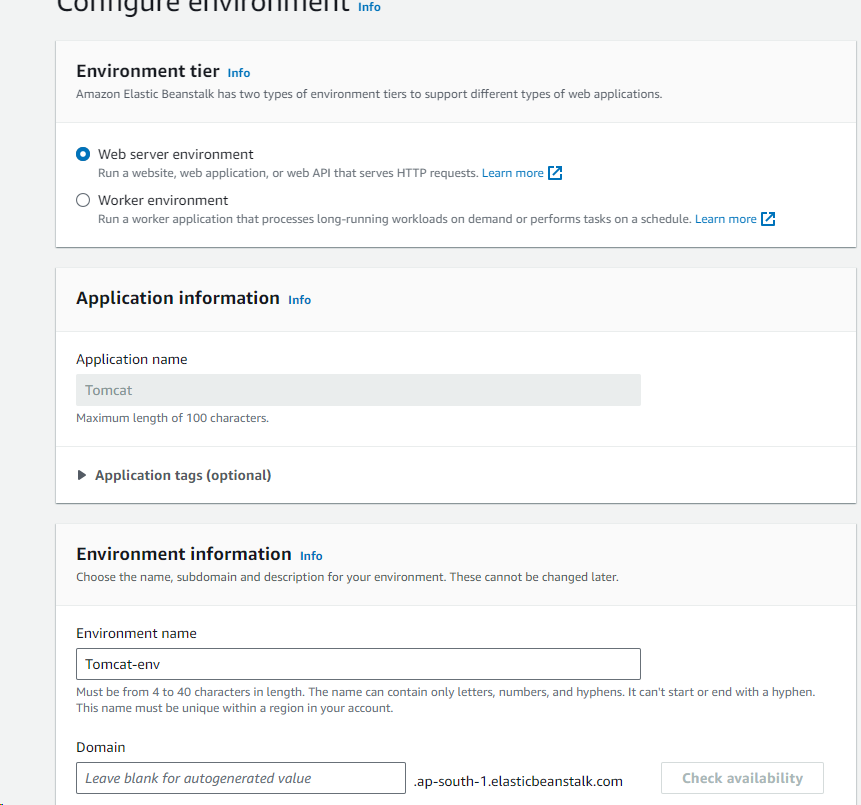 Configure environment Info
Environment tier Info
Amazon Elastic Beanstalk has two types of environment tiers to support different types of web applications.
Web server environment
Run a website, web application, or web API that serves HTTP requests. Learn more
Worker environment
Run a worker application that processes long-running workloads on demand or performs tasks on a schedule. Learn more
Application information Info
Application name
Tomcat
Maximum length of 100 characters.
Application tags (optional)
Environment information Info
Choose the name, subdomain and description for your environment. These cannot be changed later.
Environment name
Tomcat-env
Must be from 4 to 40 characters in length. The name can contain only letters, numbers, and hyphens. It can't start or end with a hyphen.
This name must be unique within a region in your account.
Domain
Leave blank for autogenerated value .ap-south-1.elasticbeanstalk.com Check availability